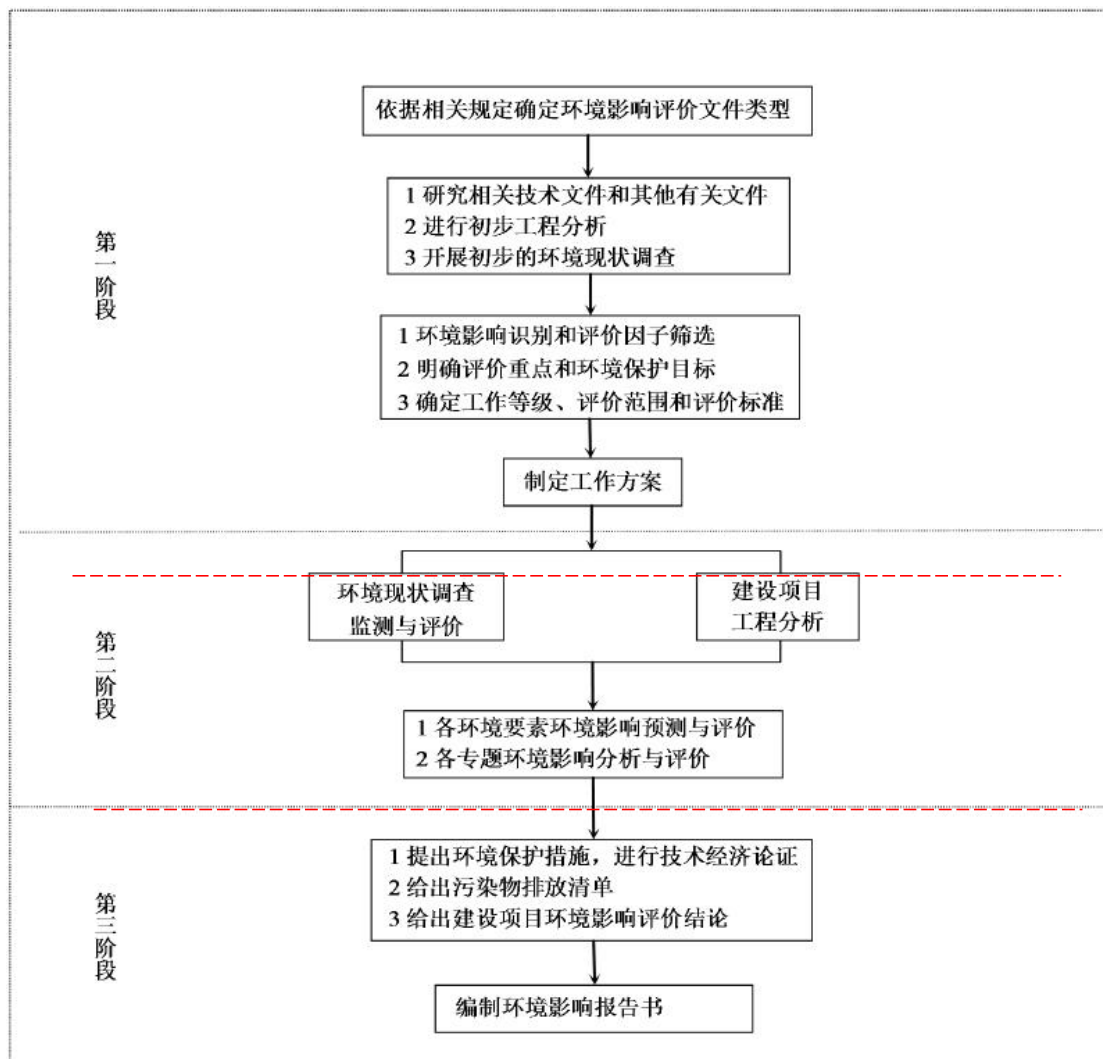 依据相关规定确定环境影响评价文件类型
1 研究相关技术文件和其他有关文件
2 进行初步工程分析
3 开展初步的环境现状调查
第一阶段
1 环境影响识别和评价因子筛选
2 明确评价重点和环境保护目标
3 确定工作等级、评价范围和评价标准
制定工作方案
环境现状调查
监测与评价
建设项目
工程分析
第二阶段
1 各环境要素环境影响预测与评价
2 各专题环境影响分析与评价
1 提出环境保护措施，进行技术经济论证
2 给出污染物排放清单
3 给出建设项目环境影响评价结论
第三阶段
编制环境影响报告书